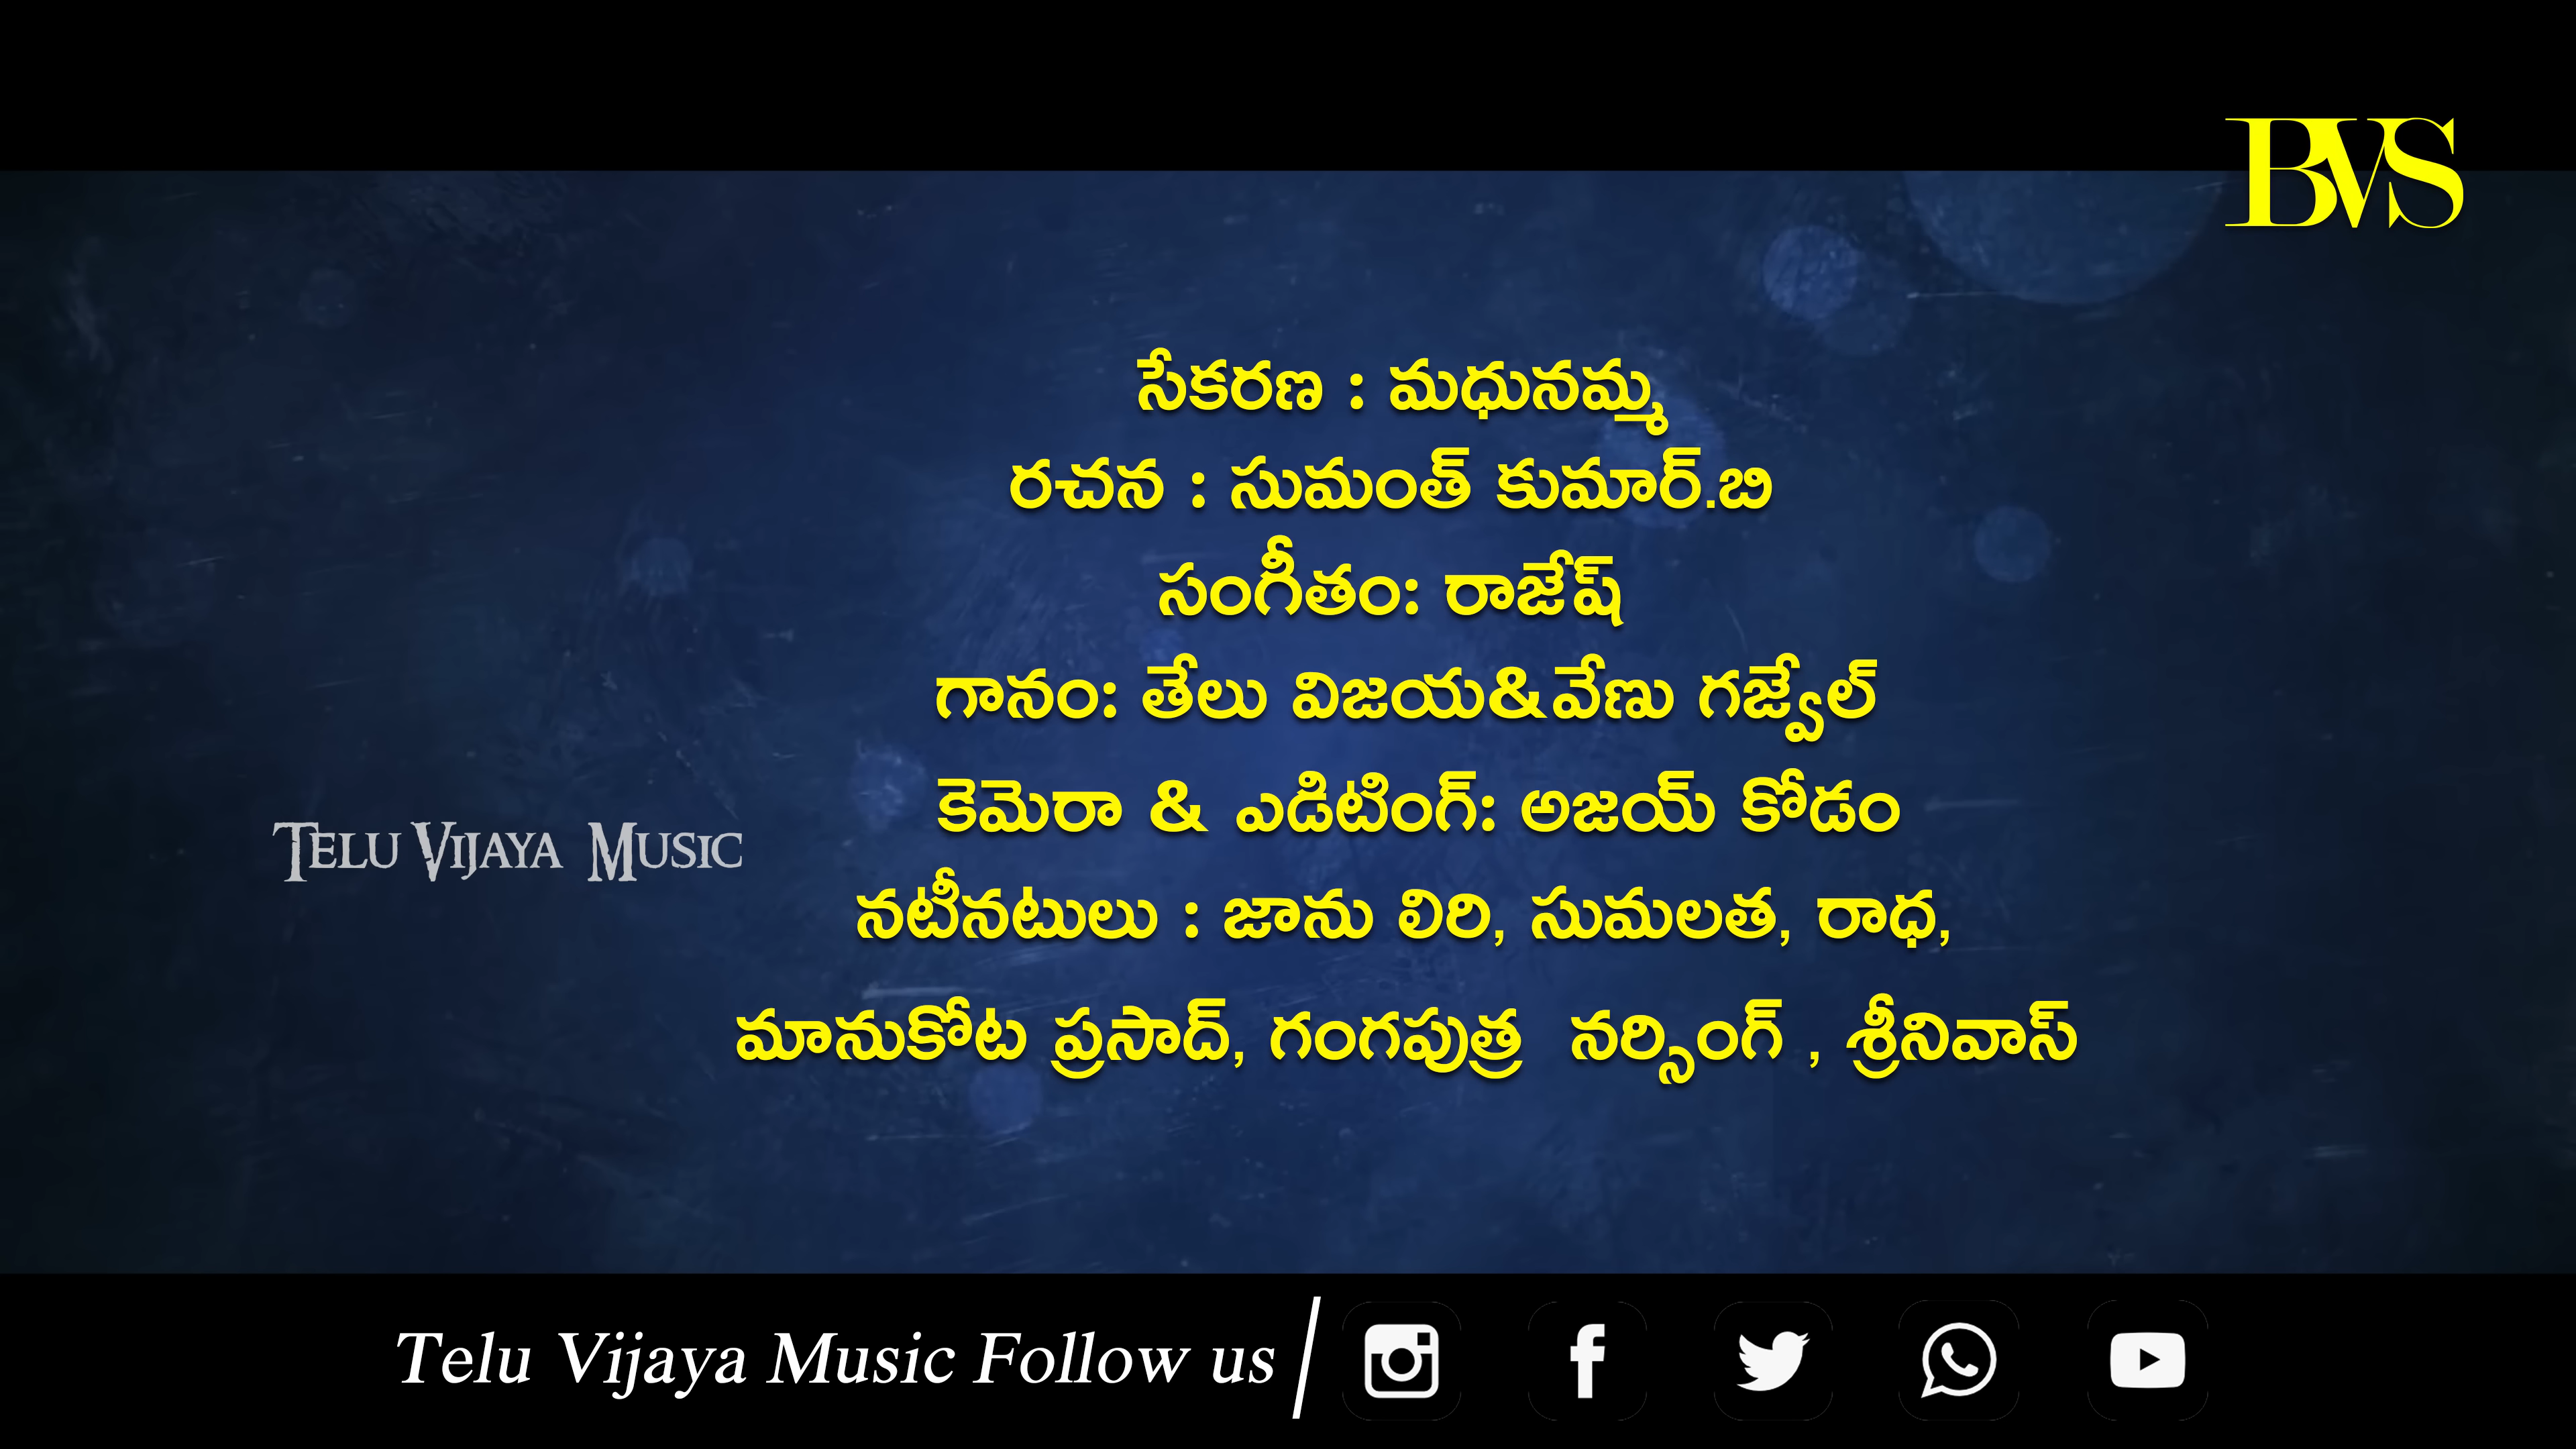 BVS
సేకరణ : మధునమ్మ
రచన : సుమంత్ కుమార్.బి
సంగీతం: రాజేష్
గానం: తేలు విజయ&వేణు గజ్వేల్
కెమెరా & ఎడిటింగ్: అజయ్ కోడం
TELU VIJAYA MUSIC
నటీనటులు : జాను లిరి, సుమలత, రాధ,
మానుకోట ప్రసాద్, గంగపుత్ర నర్సింగ్ , శ్రీనివాస్
Telu Vijaya Music Follow us